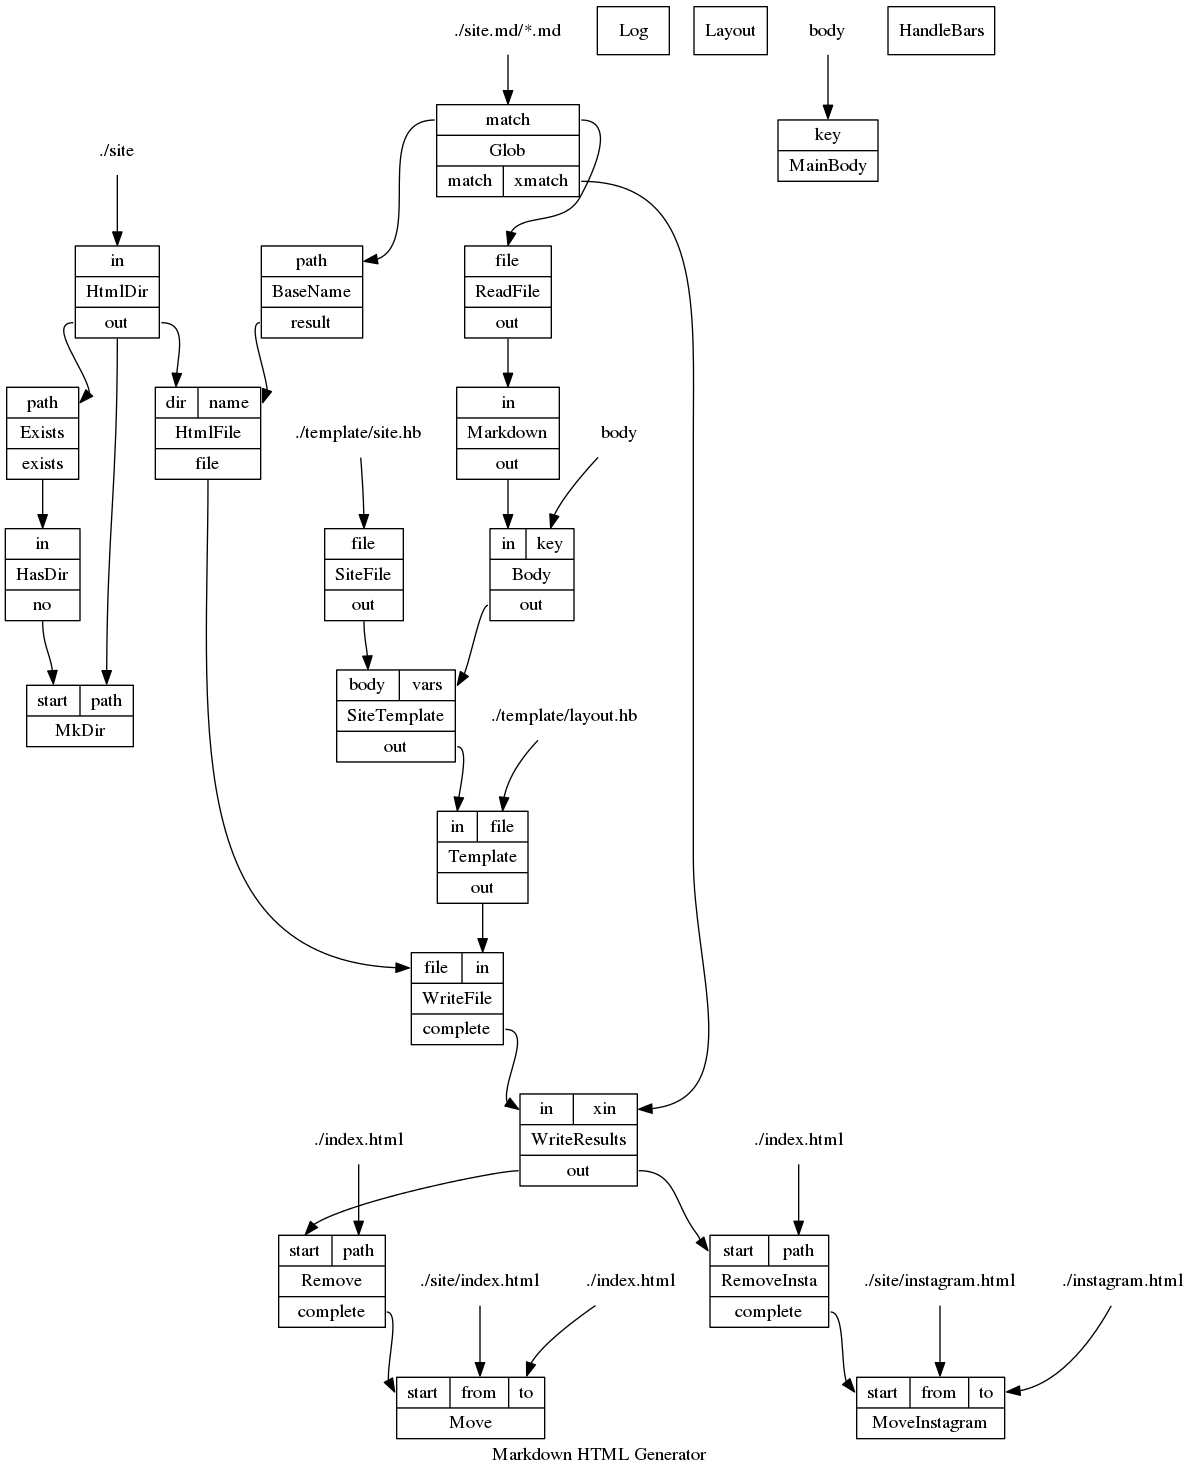 ./site.md/*.md
Log
Layout
body
HandleBars
match
Glob
match xmatch
key
MainBody
./site
in
HtmlDir
out
path
BaseName
result
file
ReadFile
out
path
Exists
exists
dir name
HtmlFile
file
./template/site.hb
in
Markdown
out
body
in
HasDir
no
file
SiteFile
out
in key
Body
out
start path
MkDir
body vars
SiteTemplate
out
./template/layout.hb
in file
Template
out
file in
WriteFile
complete
in xin
WriteResults
out
./index.html
./index.html
start path
Remove
complete
./site/index.html
./index.html
start path
RemoveInsta
complete
./site/instagram.html
./instagram.html
start from to
Move
start from to
MoveInstagram
Markdown HTML Generator